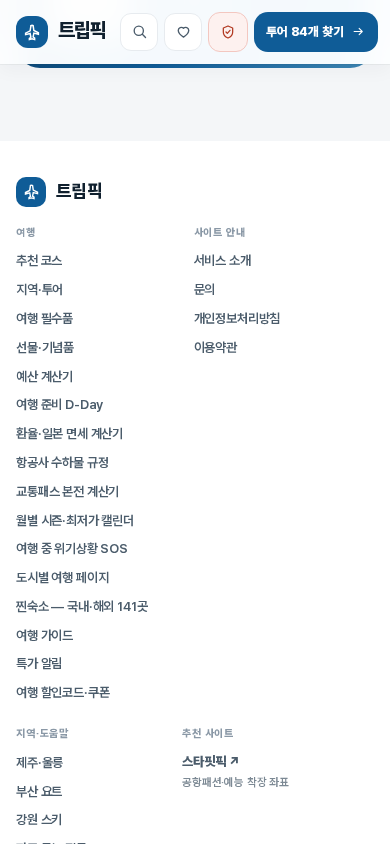 트립픽
투어 84개 찾기 →
트립픽
여행
추천 코스
지역·투어
여행 필수품
선물·기념품
예산 계산기
여행 준비 D-Day
환율·일본 면세 계산기
항공사 수하물 규정
교통패스 본전 계산기
월별 시즌·최저가 캘린더
여행 중 위기상황 SOS
도시별 여행 페이지
찐숙소 — 국내·해외 141곳
여행 가이드
특가 알림
여행 할인코드·쿠폰
사이트 안내
서비스 소개
문의
개인정보처리방침
이용약관
지역·도움말
제주·울릉
부산 요트
강원 스키
추천 사이트
스타핏픽 ↗
공항패션·예능 착장 좌표